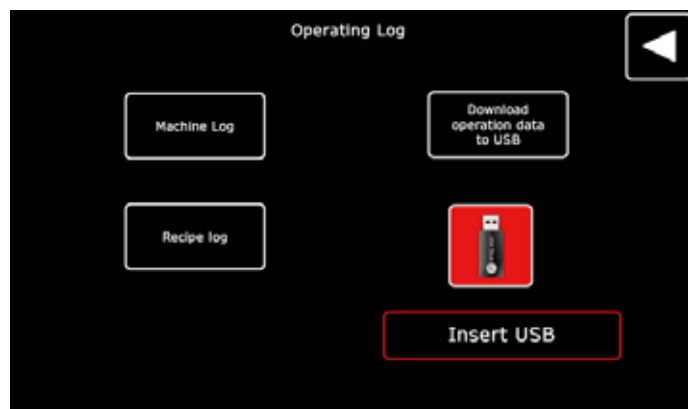 Operating Log
Machine Log
Download
operation data
to USB
Recipe log
Insert USB